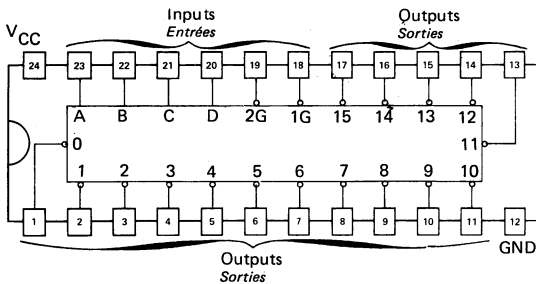 Inputs Outputs
Entrées Sorties
VCC
24 23 22 21 20 19 18 17 16 15 14 13
A B C D 2G 1G 15 14 13 12
0 11
1 2 3 4 5 6 7 8 9 10
1 2 3 4 5 6 7 8 9 10 11 12
GND
Outputs
Sorties